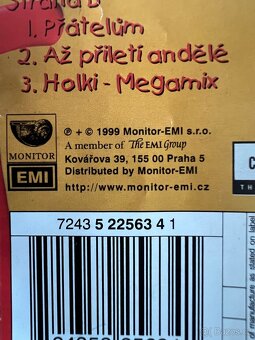 Strana B
1. Přátelům
2. Až přiletí andělé
3. Holki - Megamix
℗ + © 1999 Monitor-EMI s.r.o.
A member of The EMI Group
Kovářova 39, 155 00 Praha 5
Distributed by Monitor-EMI
http://www.monitor-emi.cz
MONITOR
EMI
7243 5 22563 4 1